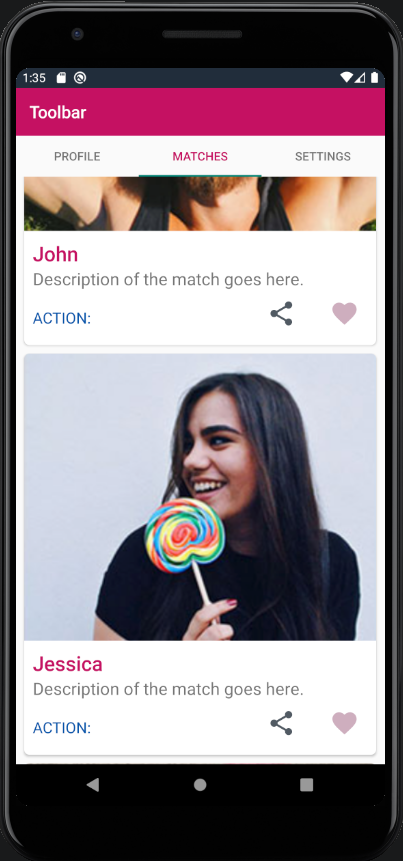 1:35
Toolbar
PROFILE MATCHES SETTINGS
John
Description of the match goes here.
ACTION:
Jessica
Description of the match goes here.
ACTION: